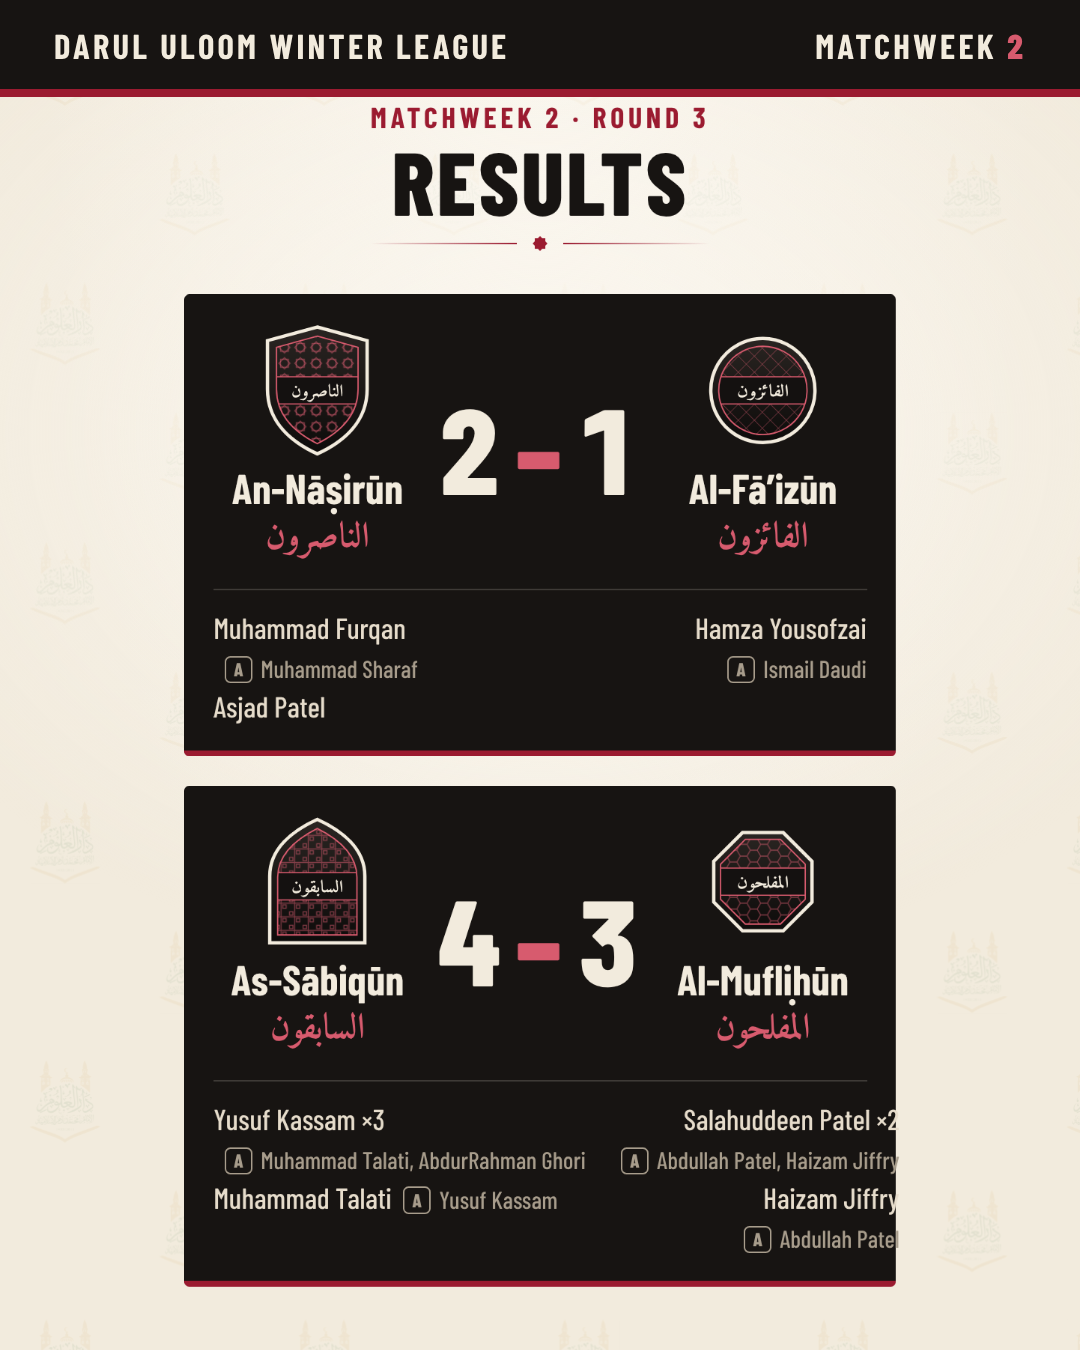 DARUL ULOOM WINTER LEAGUE
MATCHWEEK 2
MATCHWEEK 2 · ROUND 3
RESULTS
الناصرون
الفائزون
2 – 1
An-Nāṣirūn
Al-Fā’izūn
الناصرون
الفائزون
Muhammad Furqan
Hamza Yousofzai
A Muhammad Sharaf
A Ismail Daudi
Asjad Patel
السابقون
المفلحون
4 – 3
As-Sābiqūn
Al-Mufliḥūn
السابقون
المفلحون
Yusuf Kassam ×3
Salahuddeen Patel ×2
A Muhammad Talati, AbdurRahman Ghori
A Abdullah Patel, Haizam Jiffry
Muhammad Talati A Yusuf Kassam
Haizam Jiffry
A Abdullah Patel